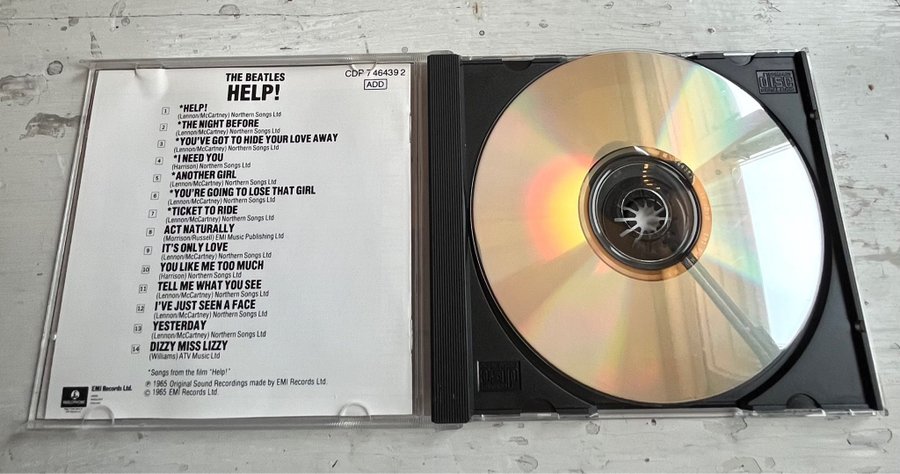 THE BEATLES
HELP!
CDP 7 46439 2
ADD
1 *HELP!
(Lennon/McCartney) Northern Songs Ltd
2 *THE NIGHT BEFORE
(Lennon/McCartney) Northern Songs Ltd
3 *YOU'VE GOT TO HIDE YOUR LOVE AWAY
(Lennon/McCartney) Northern Songs Ltd
4 *I NEED YOU
(Harrison) Northern Songs Ltd
5 *ANOTHER GIRL
(Lennon/McCartney) Northern Songs Ltd
6 *YOU'RE GOING TO LOSE THAT GIRL
(Lennon/McCartney) Northern Songs Ltd
7 *TICKET TO RIDE
(Lennon/McCartney) Northern Songs Ltd
8 ACT NATURALLY
(Morrison/Russell) EMI Music Publishing Ltd
9 IT'S ONLY LOVE
(Lennon/McCartney) Northern Songs Ltd
10 YOU LIKE ME TOO MUCH
(Harrison) Northern Songs Ltd
11 TELL ME WHAT YOU SEE
(Lennon/McCartney) Northern Songs Ltd
12 I'VE JUST SEEN A FACE
(Lennon/McCartney) Northern Songs Ltd
13 YESTERDAY
(Lennon/McCartney) Northern Songs Ltd
14 DIZZY MISS LIZZY
(Williams) ATV Music Ltd
*Songs from the film "Help!"
℗ 1965 Original Sound Recordings made by EMI Records Ltd.
© 1965 EMI Records Ltd.
EMI Records Ltd.
PARLOPHONE
COMPACT
disc
DIGITAL AUDIO